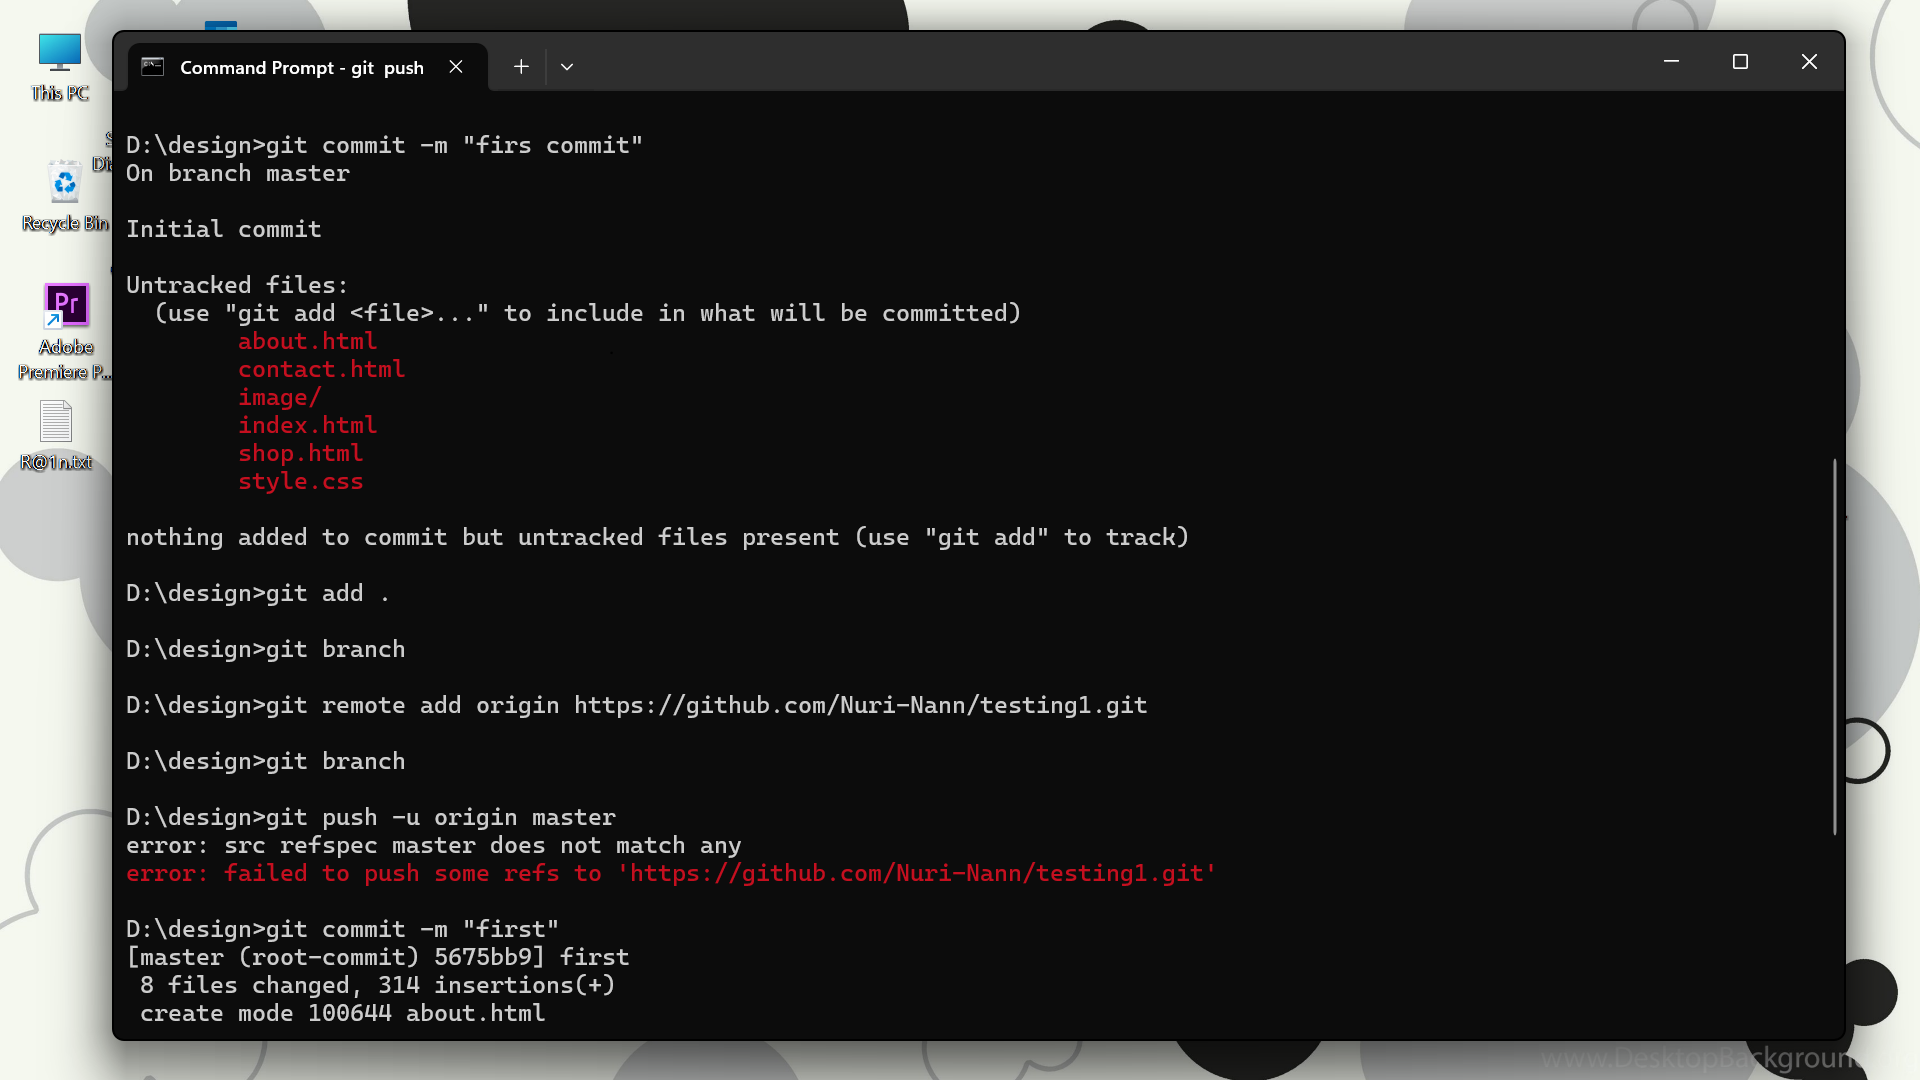 This PC
Recycle Bin
Adobe
Premiere P...
R@1n.txt
Command Prompt - git  push
D:\design>git commit -m "firs commit"
On branch master
Initial commit
Untracked files:
  (use "git add <file>..." to include in what will be committed)
        about.html
        contact.html
        image/
        index.html
        shop.html
        style.css
nothing added to commit but untracked files present (use "git add" to track)
D:\design>git add .
D:\design>git branch
D:\design>git remote add origin https://github.com/Nuri-Nann/testing1.git
D:\design>git branch
D:\design>git push -u origin master
error: src refspec master does not match any
error: failed to push some refs to 'https://github.com/Nuri-Nann/testing1.git'
D:\design>git commit -m "first"
[master (root-commit) 5675bb9] first
 8 files changed, 314 insertions(+)
 create mode 100644 about.html